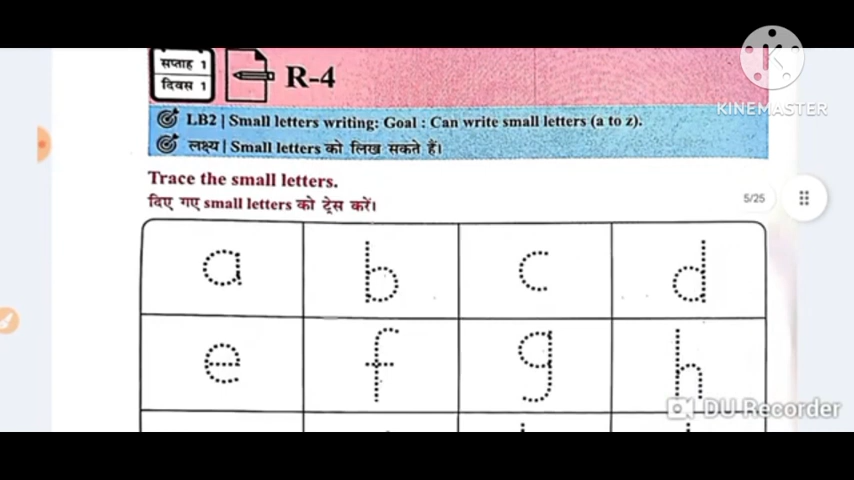 सप्ताह 1
दिवस 1
R-4
KINEMASTER
LB2 | Small letters writing: Goal : Can write small letters (a to z).
लक्ष्य | Small letters को लिख सकते हैं।
Trace the small letters.
दिए गए small letters को ट्रेस करें।
5/25
a b c d
e f g h
DU Recorder